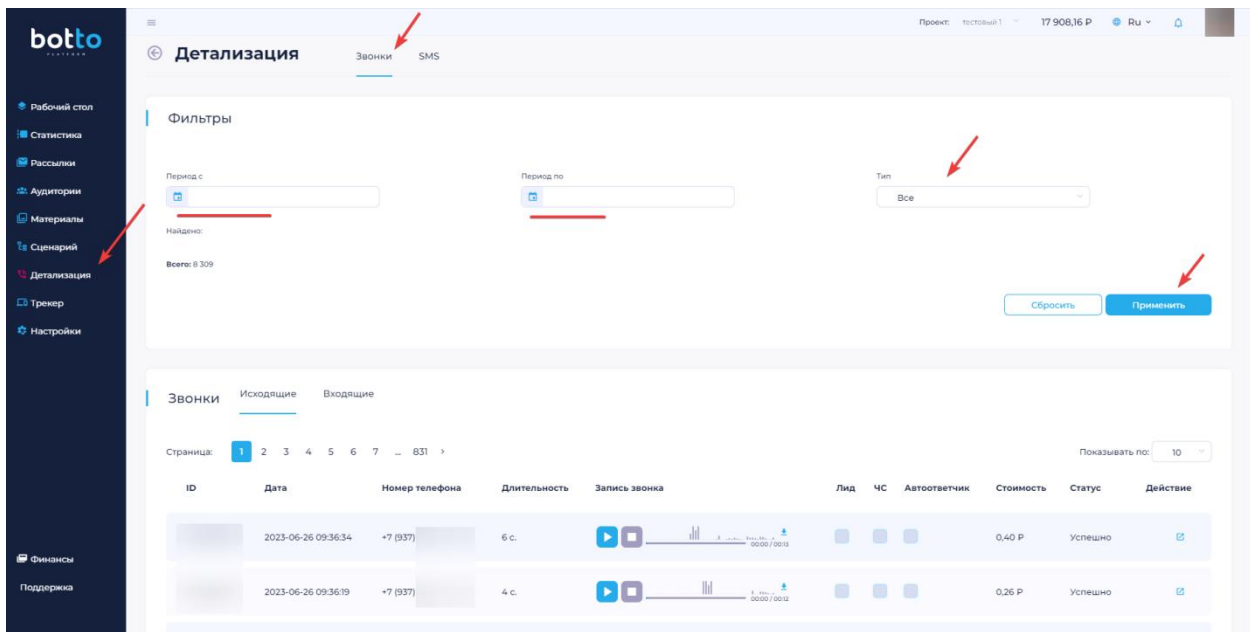 botto
PLATFORM
Проект: тестовый 1 17 908,16 ₽ Ru
Детализация Звонки SMS
Рабочий стол
Статистика
Рассылки
Аудитории
Материалы
Сценарий
Детализация
Трекер
Настройки
Финансы
Поддержка
Фильтры
Период с Период по Тип
Все
Найдено:
Всего: 8 309
Сбросить Применить
Звонки Исходящие Входящие
Страница: 1 2 3 4 5 6 7 ... 831 > Показывать по: 10
ID Дата Номер телефона Длительность Запись звонка Лид ЧС Автоответчик Стоимость Статус Действие
2023-06-26 09:36:34 +7 (937) 6 с. 00:00 / 00:13 0,40 ₽ Успешно
2023-06-26 09:36:19 +7 (937) 4 с. 00:00 / 00:12 0,26 ₽ Успешно